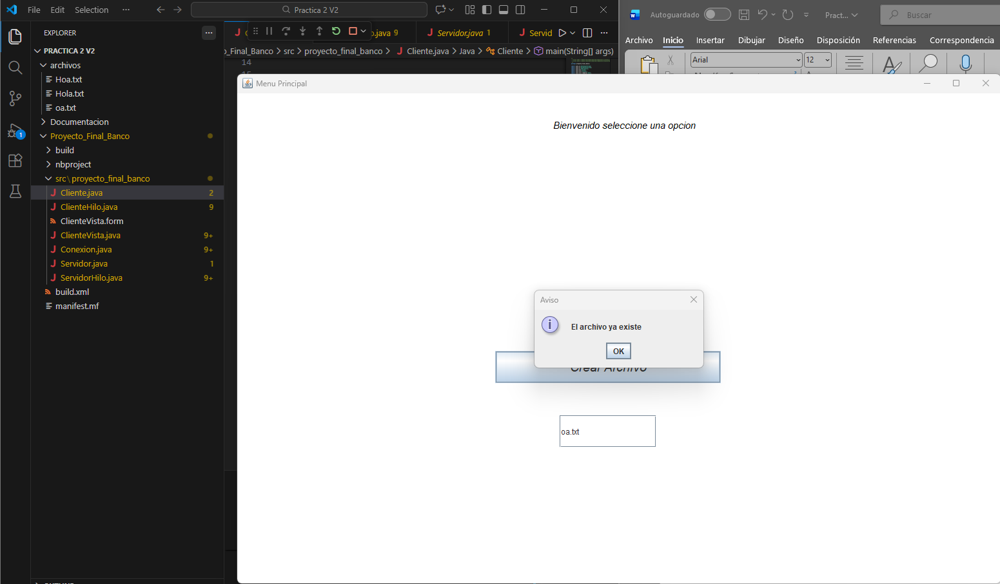 File Edit Selection ··· Practica 2 V2
Autoguardado Pract... Buscar
EXPLORER
PRACTICA 2 V2
archivos
Hoa.txt
Hola.txt
oa.txt
Documentacion
Proyecto_Final_Banco
build
nbproject
src\proyecto_final_banco
Cliente.java 2
ClienteHilo.java 9
ClienteVista.form
ClienteVista.java 9+
Conexion.java 9+
Servidor.java 1
ServidorHilo.java 9+
build.xml
manifest.mf
1
o.java 9 Servidor.java 1 Servid
o_Final_Banco > src > proyecto_final_banco > Cliente.java > Java > Cliente > main(String[] args)
14
Archivo Inicio Insertar Dibujar Diseño Disposición Referencias Correspondencia
Arial 12
Menu Principal
Bienvenido seleccione una opcion
Aviso
El archivo ya existe
OK
Crear Archivo
oa.txt